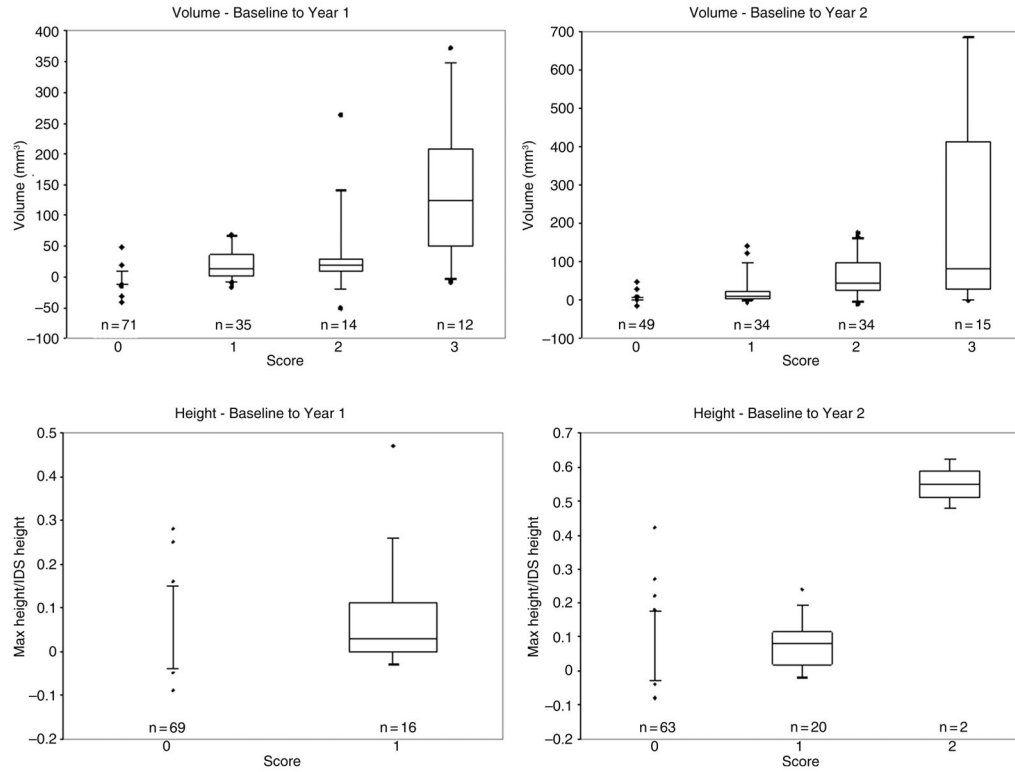 Volume - Baseline to Year 1
Volume (mm³)
400
350
300
250
200
150
100
50
0
–50
–100
n=71
n=35
n=14
n=12
0
1
2
3
Score
Volume - Baseline to Year 2
Volume (mm³)
700
600
500
400
300
200
100
0
–100
n=49
n=34
n=34
n=15
0
1
2
3
Score
Height - Baseline to Year 1
Max height/IDS height
0.5
0.4
0.3
0.2
0.1
0
–0.1
–0.2
n=69
n=16
0
1
Score
Height - Baseline to Year 2
Max height/IDS height
0.7
0.6
0.5
0.4
0.3
0.2
0.1
0
–0.1
–0.2
n=63
n=20
n=2
0
1
2
Score